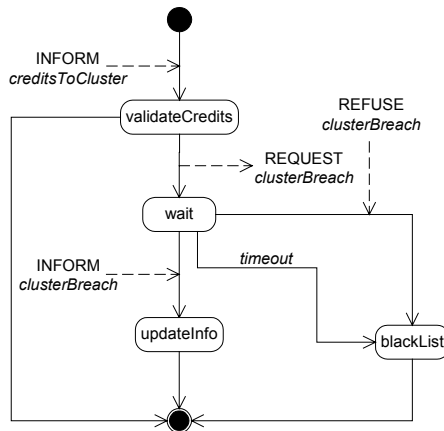 INFORM
creditsToCluster
validateCredits
REFUSE
clusterBreach
REQUEST
clusterBreach
wait
INFORM
clusterBreach
timeout
updateInfo
blackList